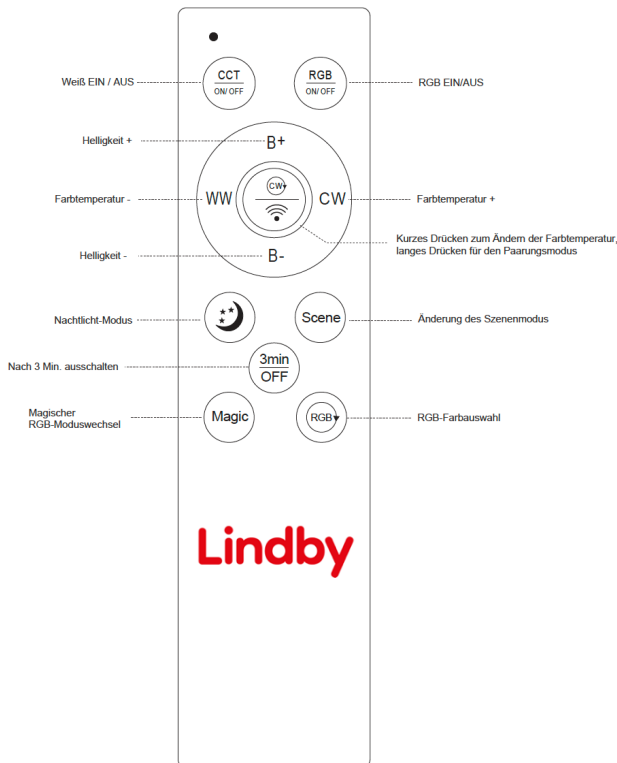 CCT
ON/ OFF
RGB
ON/ OFF
Weiß EIN / AUS
RGB EIN/AUS
Helligkeit +
B+
CW
WW
CW
Farbtemperatur -
Farbtemperatur +
Kurzes Drücken zum Ändern der Farbtemperatur,
langes Drücken für den Paarungsmodus
B-
Helligkeit -
Nachtlicht-Modus
Scene
Änderung des Szenenmodus
Nach 3 Min. ausschalten
3min
OFF
Magischer
RGB-Moduswechsel
Magic
RGB
RGB-Farbauswahl
Lindby